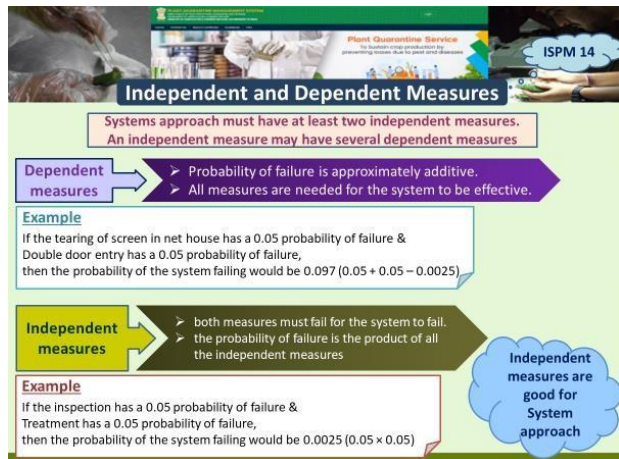 PLANT QUARANTINE MANAGEMENT SYSTEM
Plant Quarantine Service
To sustain crop production by
preventing losses due to pest and diseases
ISPM 14
Independent and Dependent Measures
Systems approach must have at least two independent measures.
An independent measure may have several dependent measures
Dependent
measures
➢ Probability of failure is approximately additive.
➢ All measures are needed for the system to be effective.
Example
If the tearing of screen in net house has a 0.05 probability of failure &
Double door entry has a 0.05 probability of failure,
then the probability of the system failing would be 0.097 (0.05 + 0.05 – 0.0025)
Independent
measures
➢ both measures must fail for the system to fail.
➢ the probability of failure is the product of all
the independent measures
Example
If the inspection has a 0.05 probability of failure &
Treatment has a 0.05 probability of failure,
then the probability of the system failing would be 0.0025 (0.05 × 0.05)
Independent
measures are
good for
System
approach